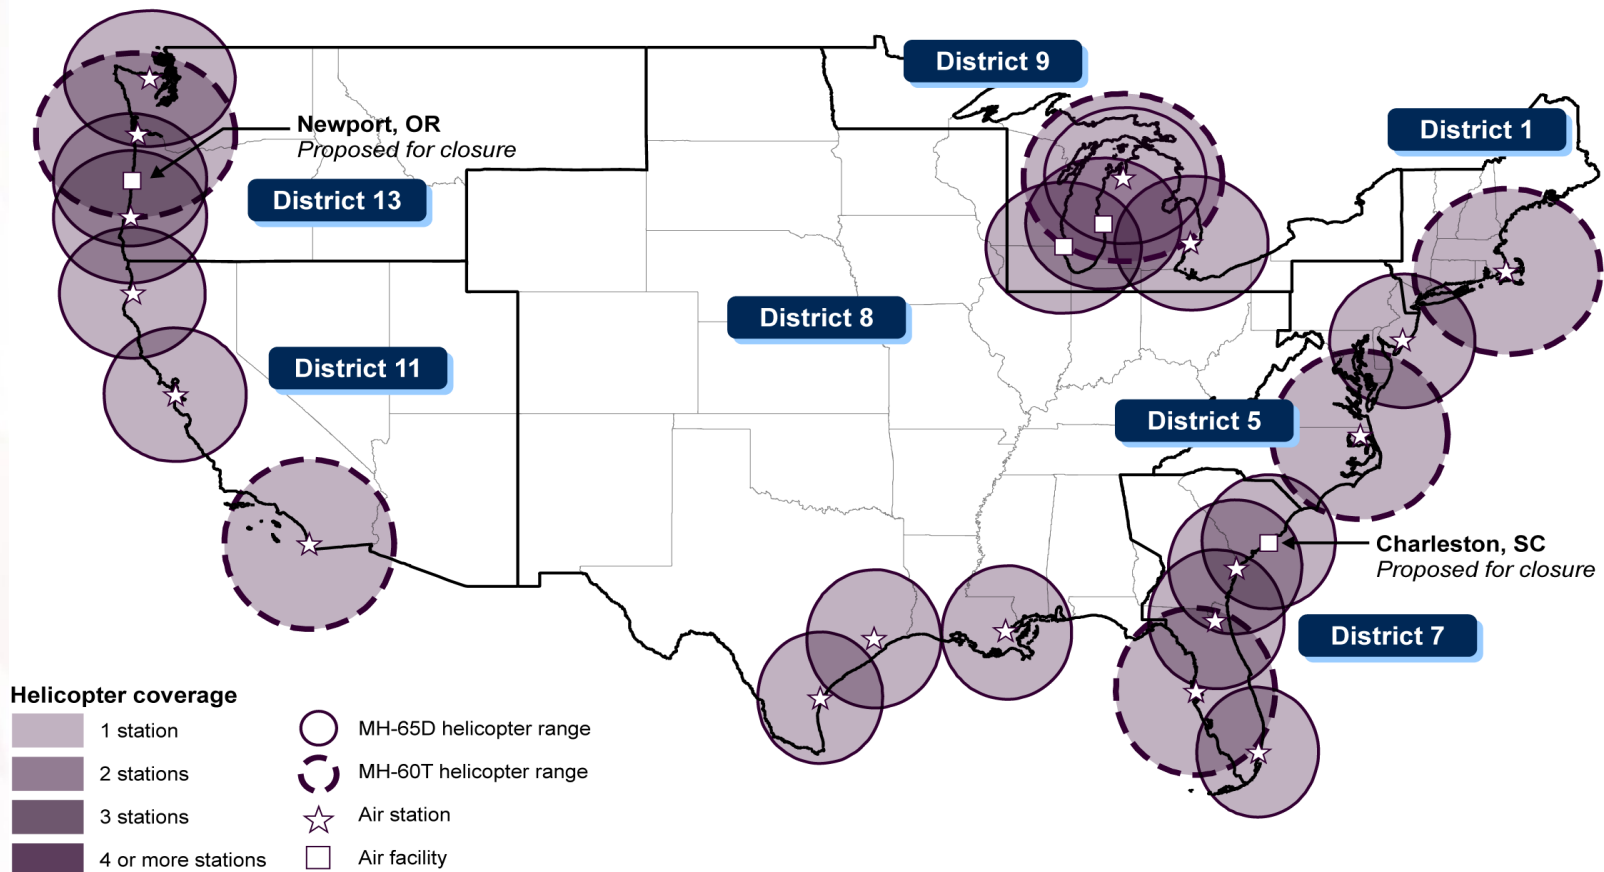 District 9
District 1
Newport, OR
Proposed for closure
District 13
District 8
District 11
District 5
Charleston, SC
Proposed for closure
District 7
Helicopter coverage
1 station
2 stations
3 stations
4 or more stations
MH-65D helicopter range
MH-60T helicopter range
Air station
Air facility